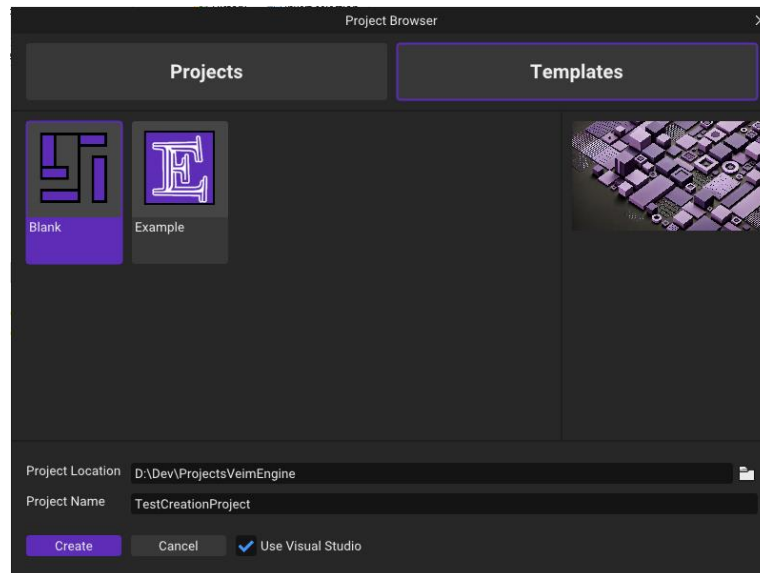 Project Browser
Projects
Templates
E
Blank
Example
Project Location
D:\Dev\ProjectsVeimEngine
Project Name
TestCreationProject
Create
Cancel
Use Visual Studio